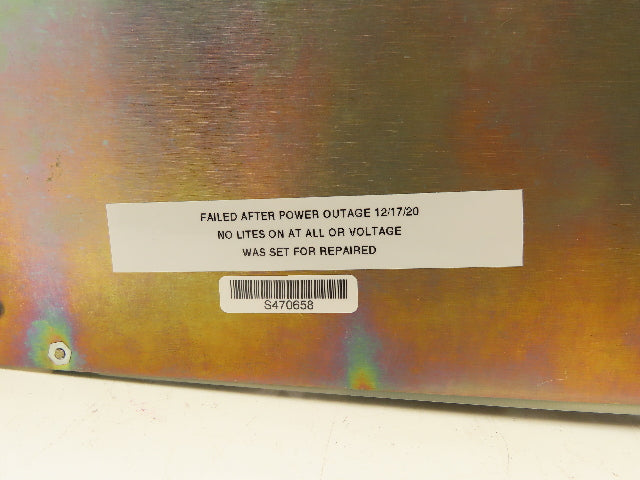 FAILED AFTER POWER OUTAGE 12/17/20
NO LITES ON AT ALL OR VOLTAGE
WAS SET FOR REPAIRED
S470658